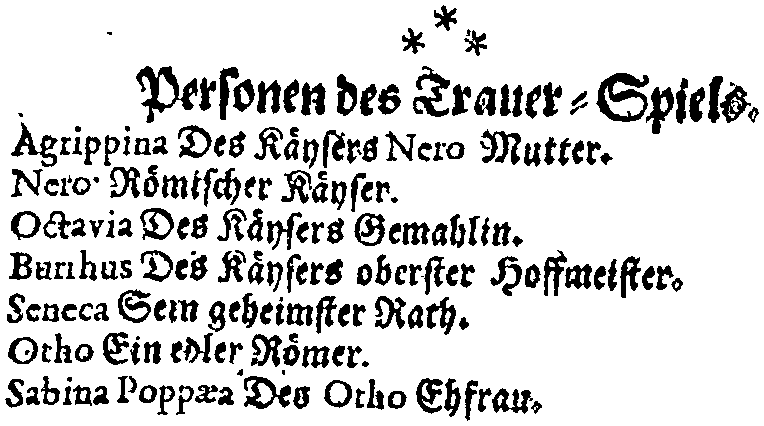 * * *
Personen des Trauer-Spiels.
Agrippina Des Käysers Nero Mutter.
Nero Römischer Käyser.
Octavia Des Käysers Gemahlin.
Burrhus Des Käysers oberster Hoffmeister.
Seneca Sein geheimster Rath.
Otho Ein edler Römer.
Sabina Poppæa Des Otho Ehfrau.